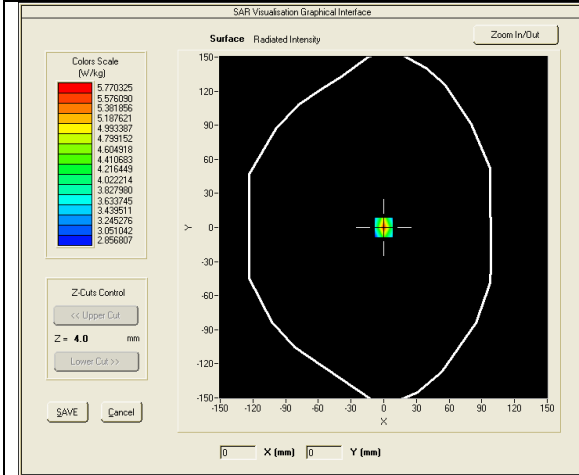 SAR Visualisation Graphical Interface
Colors Scale
(W/kg)
5.770325
5.576090
5.381856
5.187621
4.993387
4.799152
4.604918
4.410683
4.216449
4.022214
3.827980
3.633745
3.439511
3.245276
3.051042
2.856807
Surface Radiated Intensity
Zoom In/Out
150
120
90
60
30
0
-30
-60
-90
-120
-150
Y
-150 -120 -90 -60 -30 0 30 60 90 120 150
X
Z-Cuts Control
<< Upper Cut
Z = 4.0 mm
Lower Cut >>
SAVE Cancel
0 X (mm) 0 Y (mm)